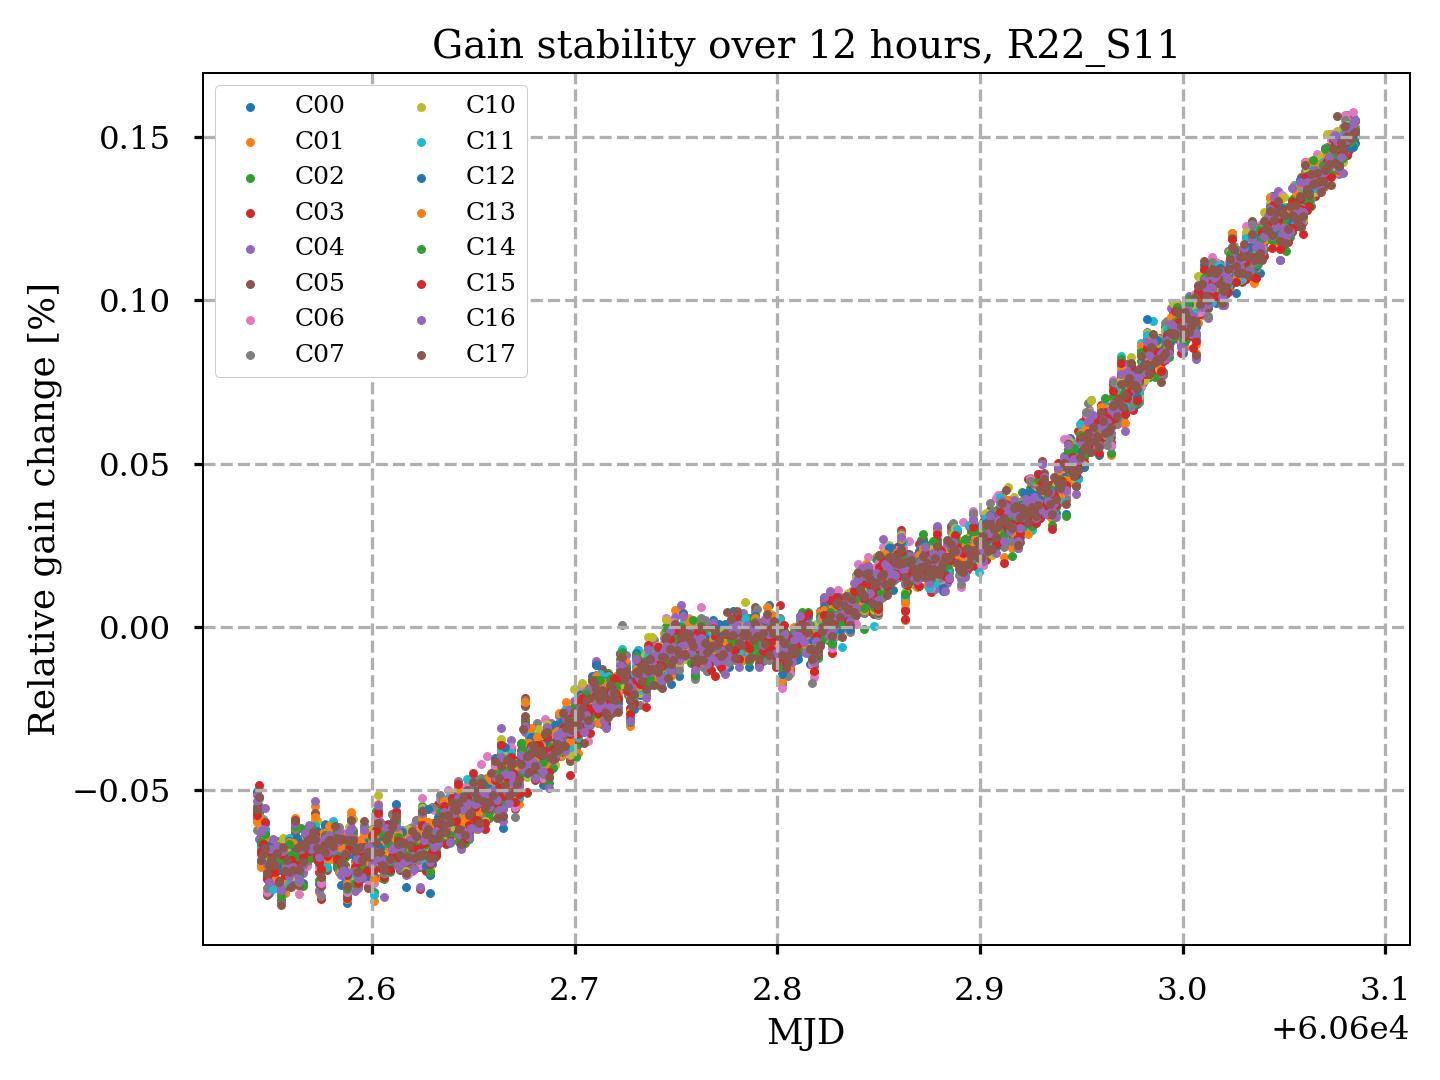 Gain stability over 12 hours, R22_S11
C00 C10
C01 C11
C02 C12
C03 C13
C04 C14
C05 C15
C06 C16
C07 C17
0.15
0.10
0.05
0.00
−0.05
Relative gain change [%]
2.6 2.7 2.8 2.9 3.0 3.1
+6.06e4
MJD